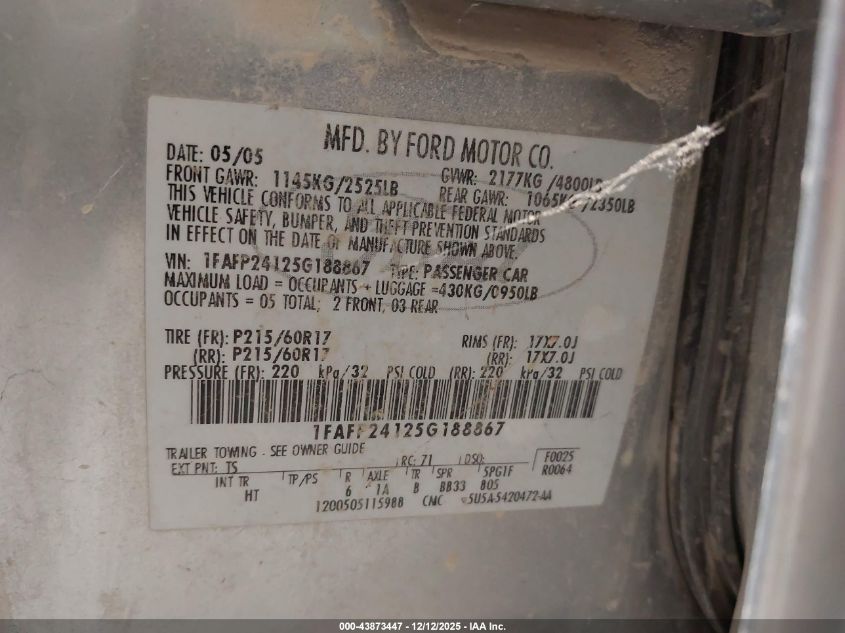 MFD. BY FORD MOTOR CO.
DATE: 05/05 GVWR: 2177KG /4800LB
FRONT GAWR: 1145KG/2525LB REAR GAWR: 1065KG /2350LB
THIS VEHICLE CONFORMS TO ALL APPLICABLE FEDERAL MOTOR
VEHICLE SAFETY, BUMPER, AND THEFT PREVENTION STANDARDS
IN EFFECT ON THE DATE OF MANUFACTURE SHOWN ABOVE.
VIN: 1FAFP24125G188867 TYPE: PASSENGER CAR
MAXIMUM LOAD = OCCUPANTS + LUGGAGE =430KG/0950LB
OCCUPANTS = 05 TOTAL; 2 FRONT, 03 REAR
TIRE (FR): P215/60R17 RIMS (FR): 17X7.0J
(RR): P215/60R17 (RR): 17X7.0J
PRESSURE (FR): 220 kPa/32 PSI COLD (RR): 220 kPa/32 PSI COLD
1FAFP24125G188867
TRAILER TOWING - SEE OWNER GUIDE
EXT PNT: TS RC: 71 DSO: F0025
R0064
INT TR TP/PS R AXLE TR SPR 5PG1F
HT 6 1A B BB33 805
1200505115988 CMC 5U5A-5420472-AA
000-43873447 - 12/12/2025 - IAA Inc.